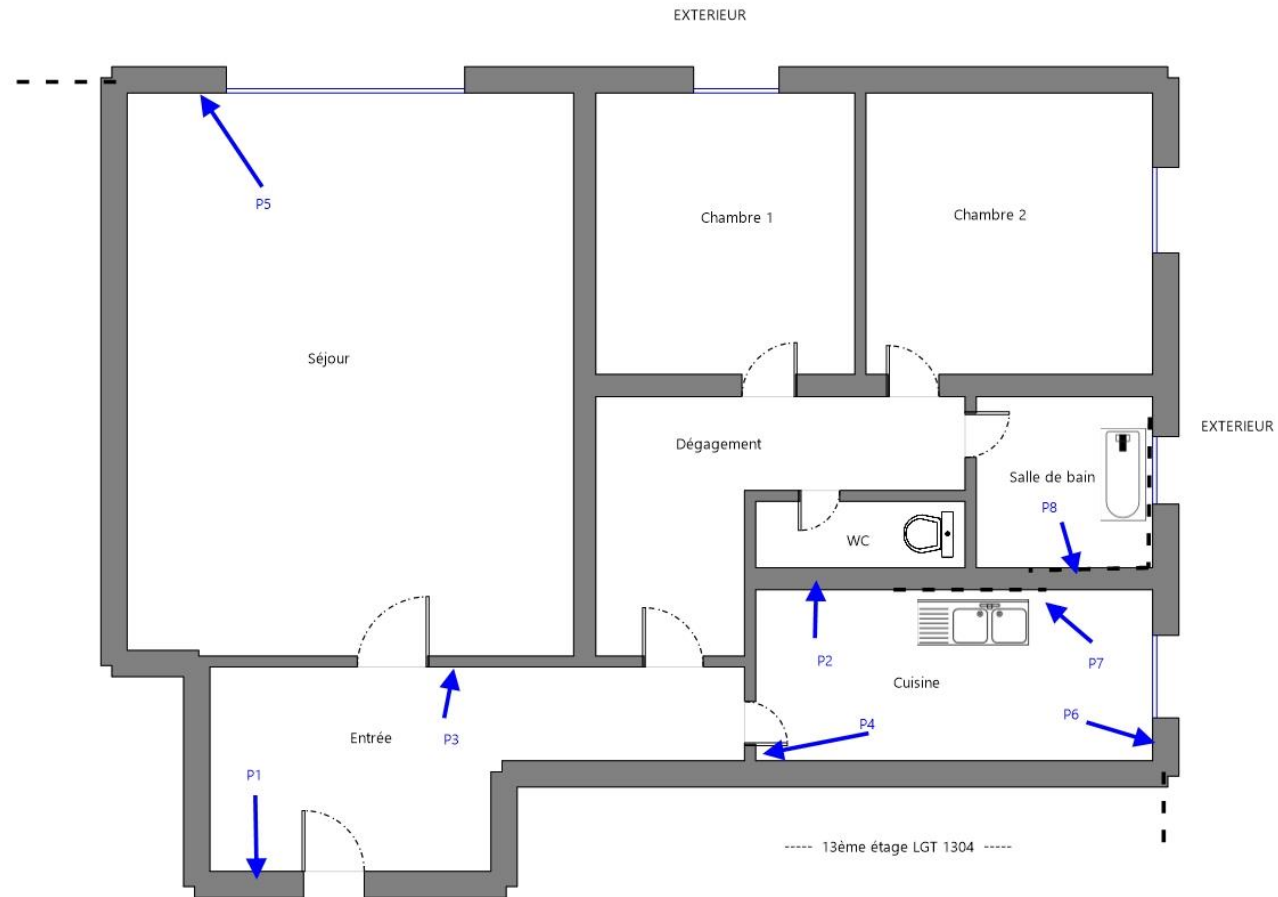 EXTERIEUR
P5
Chambre 1
Chambre 2
Séjour
EXTERIEUR
Dégagement
Salle de bain
P8
WC
P2
P7
Cuisine
P6
P4
Entrée
P3
P1
----- 13ème étage LGT 1304 -----